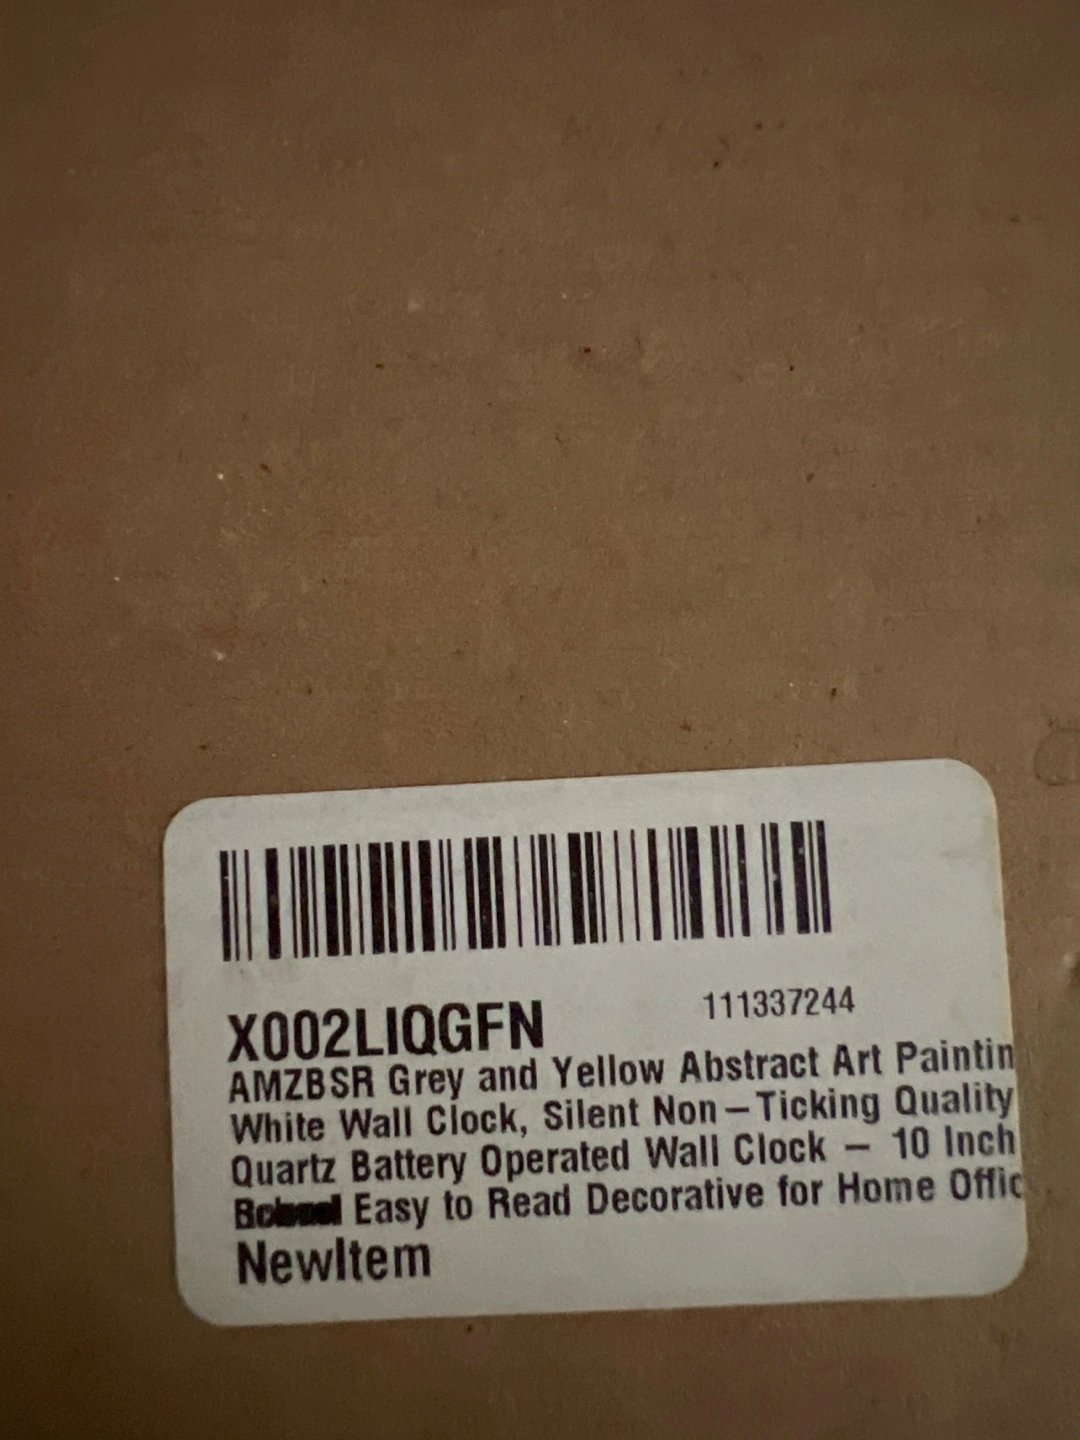 X002LIQGFN 111337244
AMZBSR Grey and Yellow Abstract Art Paintin
White Wall Clock, Silent Non–Ticking Quality
Quartz Battery Operated Wall Clock – 10 Inch
Easy to Read Decorative for Home Offic
NewItem